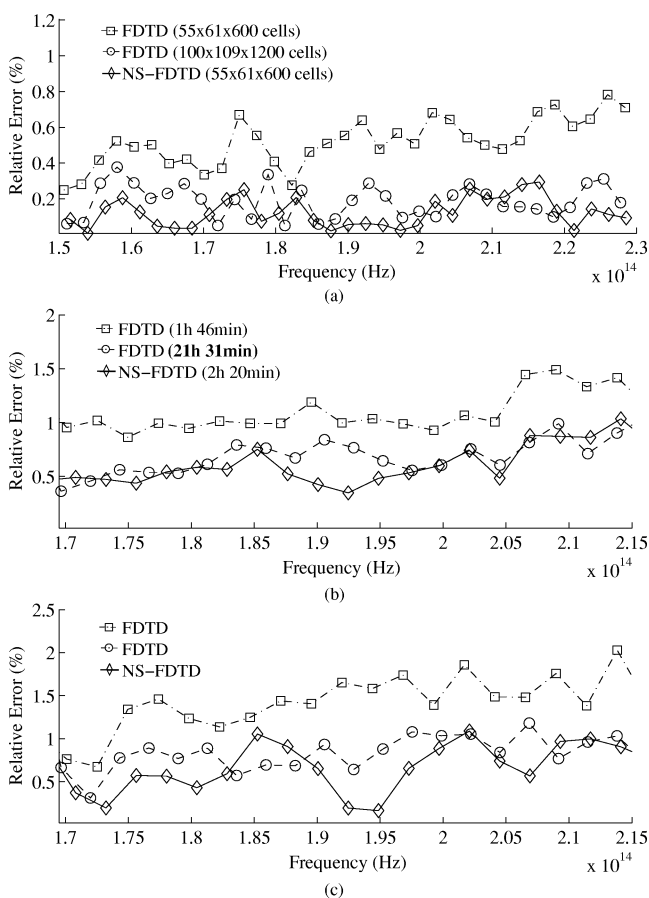 1.2
FDTD (55x61x600 cells)
FDTD (100x109x1200 cells)
NS−FDTD (55x61x600 cells)
1
0.8
0.6
0.4
0.2
Relative Error (%)
1.5 1.6 1.7 1.8 1.9 2 2.1 2.2 2.3
Frequency (Hz)
x 10^14
(a)
2
FDTD (1h 46min)
FDTD (21h 31min)
NS−FDTD (2h 20min)
1.5
1
0.5
Relative Error (%)
1.7 1.75 1.8 1.85 1.9 1.95 2 2.05 2.1 2.15
Frequency (Hz)
x 10^14
(b)
2.5
FDTD
FDTD
NS−FDTD
2
1.5
1
0.5
Relative Error (%)
1.7 1.75 1.8 1.85 1.9 1.95 2 2.05 2.1 2.15
Frequency (Hz)
x 10^14
(c)